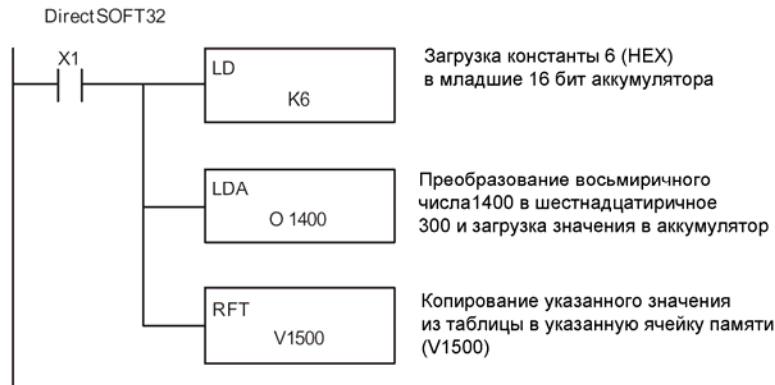 DirectSOFT32
X1
LD
K6
Загрузка константы 6 (HEX)
в младшие 16 бит аккумулятора
LDA
O 1400
Преобразование восьмиричного
числа1400 в шестнадцатиричное
300 и загрузка значения в аккумулятор
RFT
V1500
Копирование указанного значения
из таблицы в указанную ячейку памяти
(V1500)